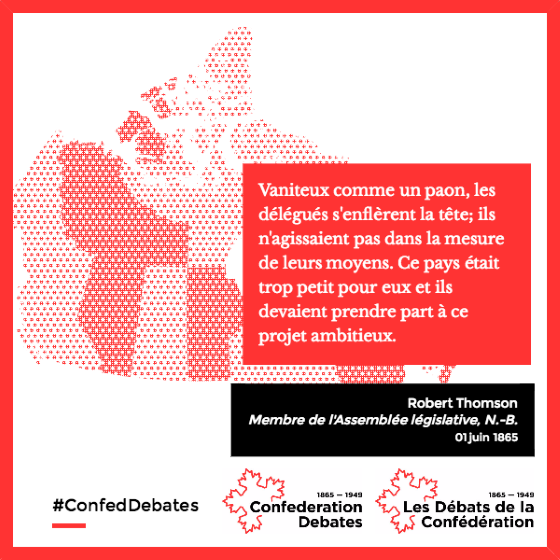 Vaniteux comme un paon, les
délégués s'enflèrent la tête; ils
n'agissaient pas dans la mesure
de leurs moyens. Ce pays était
trop petit pour eux et ils
devaient prendre part à ce
projet ambitieux.
Robert Thomson
Membre de l'Assemblée législative, N.-B.
01 juin 1865
#ConfedDebates
1865 — 1949
Confederation
Debates
1865 — 1949
Les Débats de la
Confédération